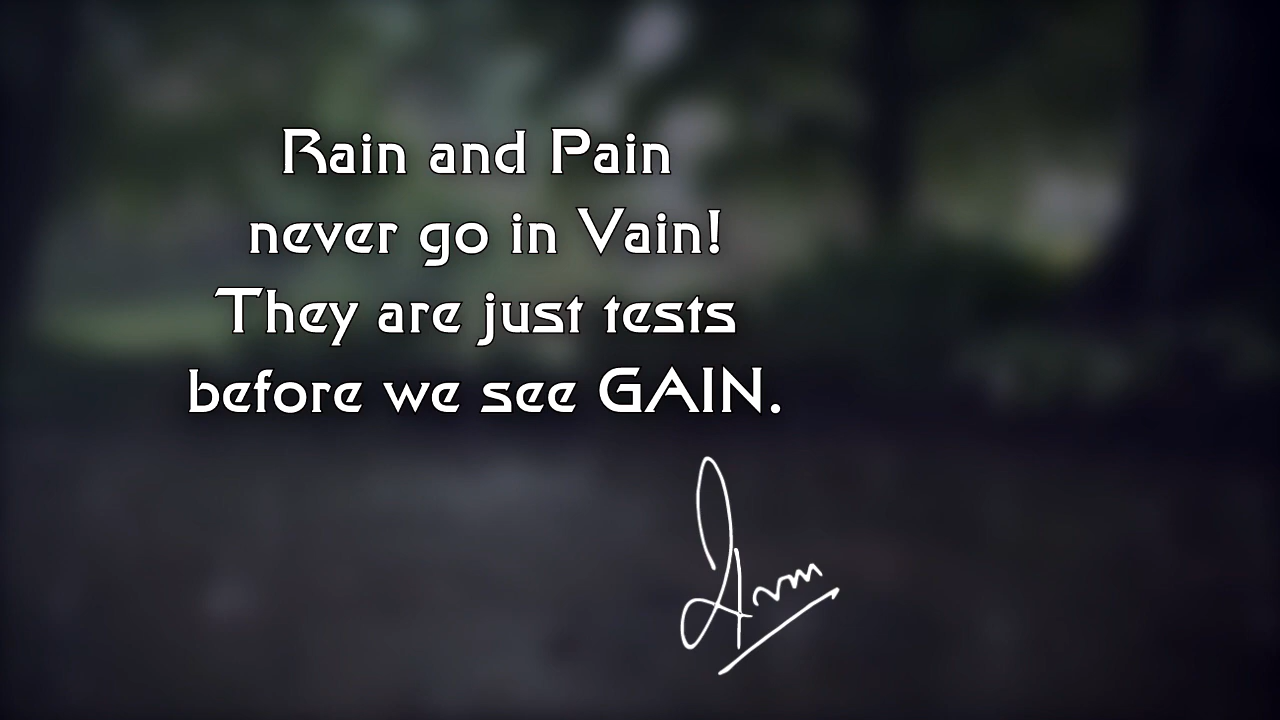 Rain and Pain
never go in Vain!
They are just tests
before we see GAIN.